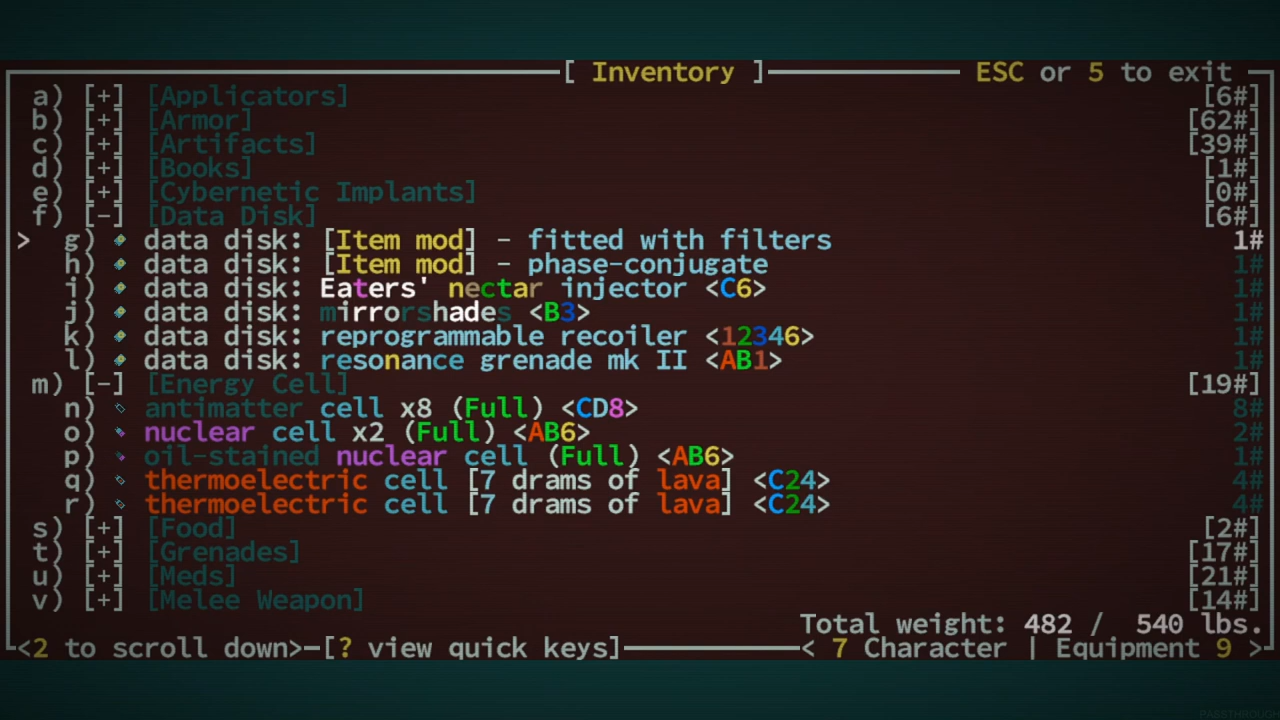 [ Inventory ] ESC or 5 to exit
a) [+] [Applicators] [6#]
b) [+] [Armor] [62#]
c) [+] [Artifacts] [39#]
d) [+] [Books] [1#]
e) [+] [Cybernetic Implants] [0#]
f) [-] [Data Disk] [6#]
> g) data disk: [Item mod] - fitted with filters 1#
h) data disk: [Item mod] - phase-conjugate 1#
i) data disk: Eaters' nectar injector <C6> 1#
j) data disk: mirrorshades <B3> 1#
k) data disk: reprogrammable recoiler <12346> 1#
l) data disk: resonance grenade mk II <AB1> 1#
m) [-] [Energy Cell] [19#]
n) antimatter cell x8 (Full) <CD8> 8#
o) nuclear cell x2 (Full) <AB6> 2#
p) oil-stained nuclear cell (Full) <AB6> 1#
q) thermoelectric cell [7 drams of lava] <C24> 4#
r) thermoelectric cell [7 drams of lava] <C24> 4#
s) [+] [Food] [2#]
t) [+] [Grenades] [17#]
u) [+] [Meds] [21#]
v) [+] [Melee Weapon] [14#]
Total weight: 482 / 540 lbs.
<2 to scroll down> [? view quick keys] < 7 Character | Equipment 9 >